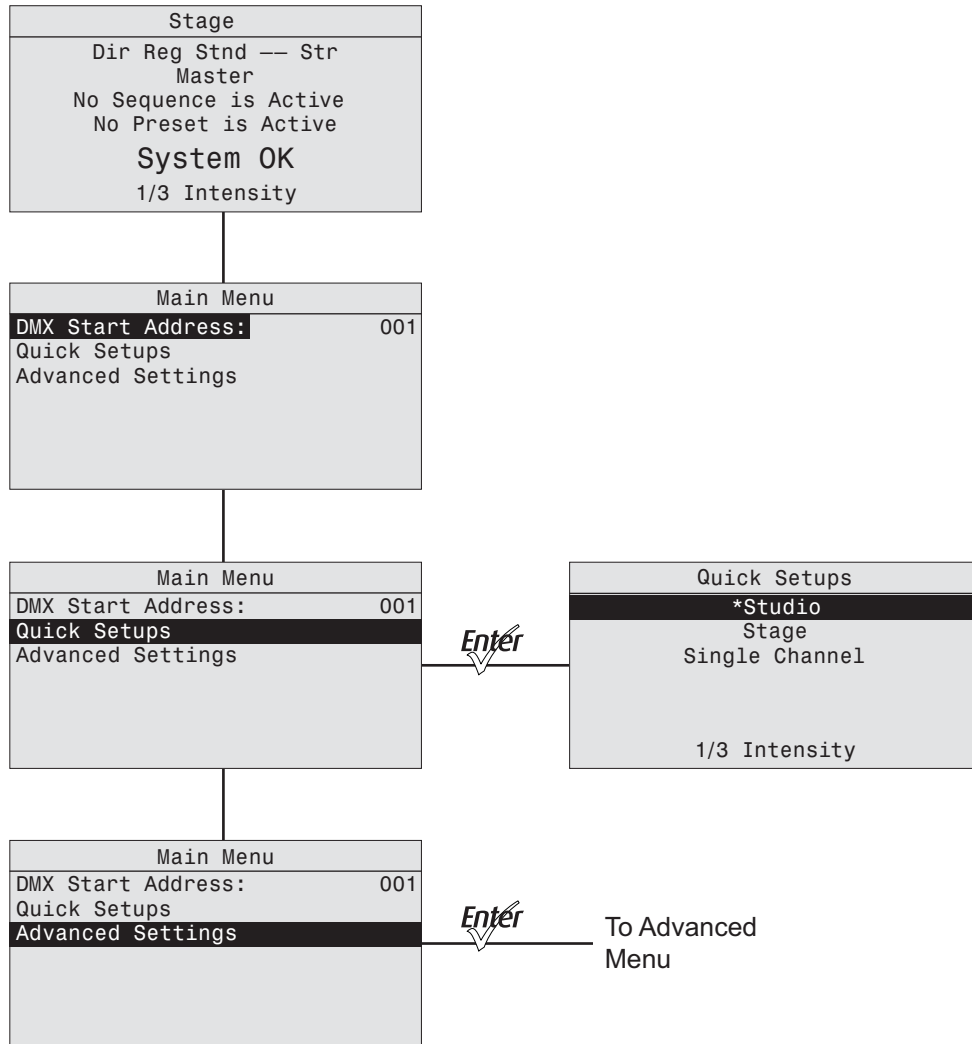 Stage
Dir Reg Stnd —— Str
Master
No Sequence is Active
No Preset is Active
System OK
1/3 Intensity
Main Menu
DMX Start Address: 001
Quick Setups
Advanced Settings
Main Menu
DMX Start Address: 001
Quick Setups
Advanced Settings
Enter
Quick Setups
*Studio
Stage
Single Channel
1/3 Intensity
Main Menu
DMX Start Address: 001
Quick Setups
Advanced Settings
Enter
To Advanced
Menu